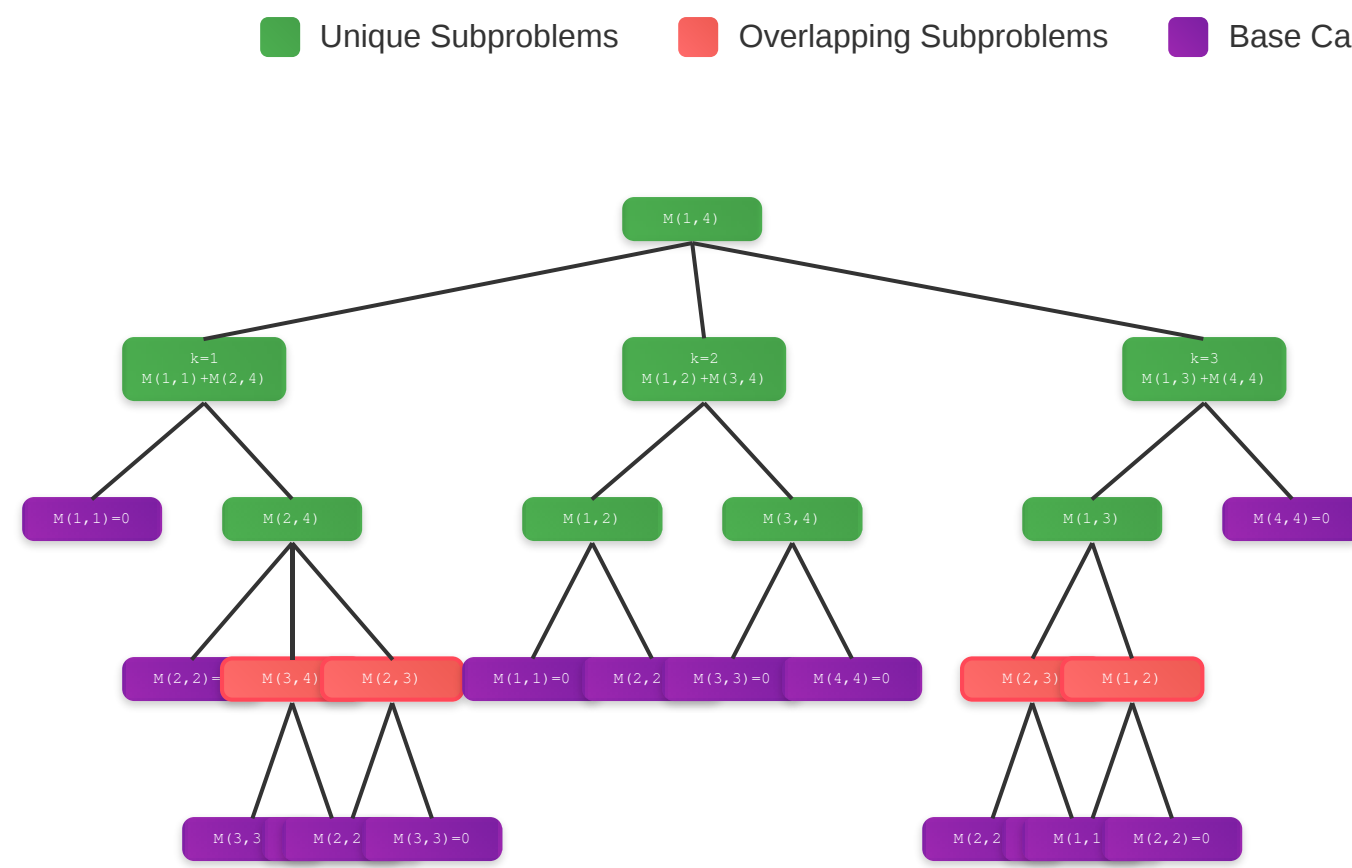 Unique Subproblems
Overlapping Subproblems
Base Ca
M(1,4)
k=1
M(1,1)+M(2,4)
k=2
M(1,2)+M(3,4)
k=3
M(1,3)+M(4,4)
M(1,1)=0
M(2,4)
M(1,2)
M(3,4)
M(1,3)
M(4,4)=0
M(2,2)=
M(3,4)
M(2,3)
M(1,1)=0
M(2,2
M(3,3)=0
M(4,4)=0
M(2,3)
M(1,2)
M(3,3
M(2,2
M(3,3)=0
M(2,2
M(1,1
M(2,2)=0